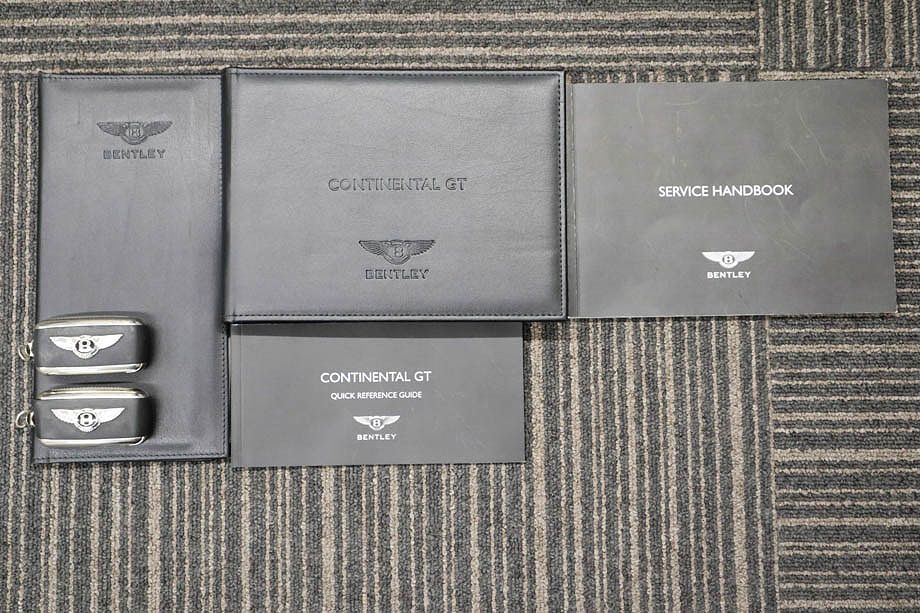 BENTLEY
CONTINENTAL GT
BENTLEY
SERVICE HANDBOOK
BENTLEY
CONTINENTAL GT
QUICK REFERENCE GUIDE
BENTLEY